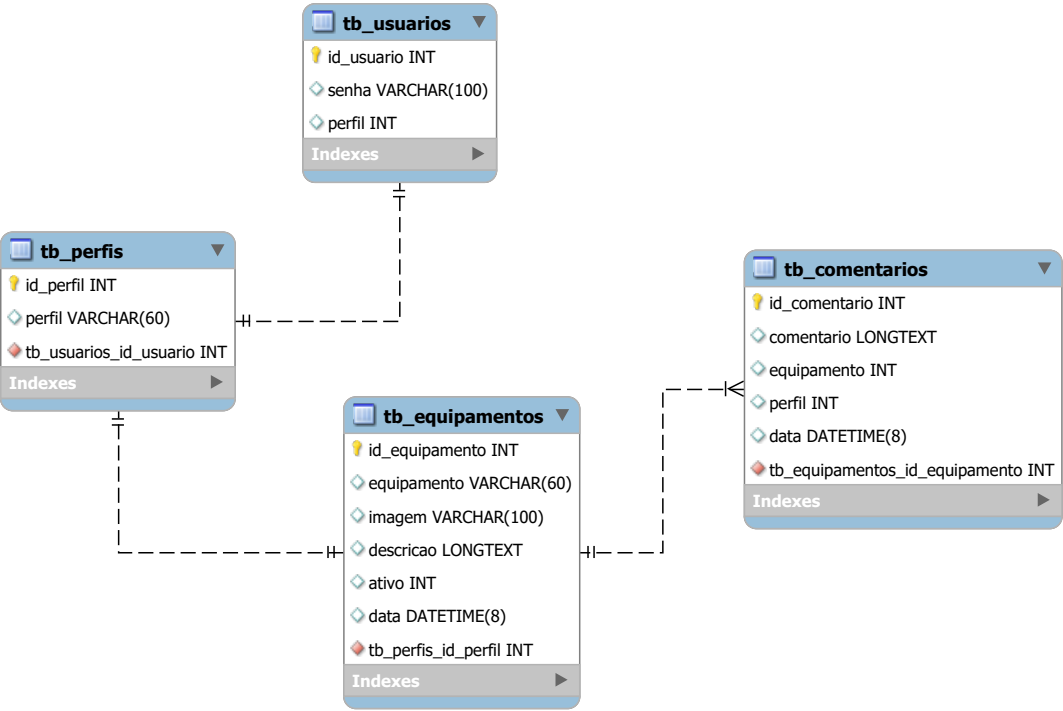 tb_usuarios
id_usuario INT
senha VARCHAR(100)
perfil INT
Indexes
tb_perfis
id_perfil INT
perfil VARCHAR(60)
tb_usuarios_id_usuario INT
Indexes
tb_equipamentos
id_equipamento INT
equipamento VARCHAR(60)
imagem VARCHAR(100)
descricao LONGTEXT
ativo INT
data DATETIME(8)
tb_perfis_id_perfil INT
Indexes
tb_comentarios
id_comentario INT
comentario LONGTEXT
equipamento INT
perfil INT
data DATETIME(8)
tb_equipamentos_id_equipamento INT
Indexes